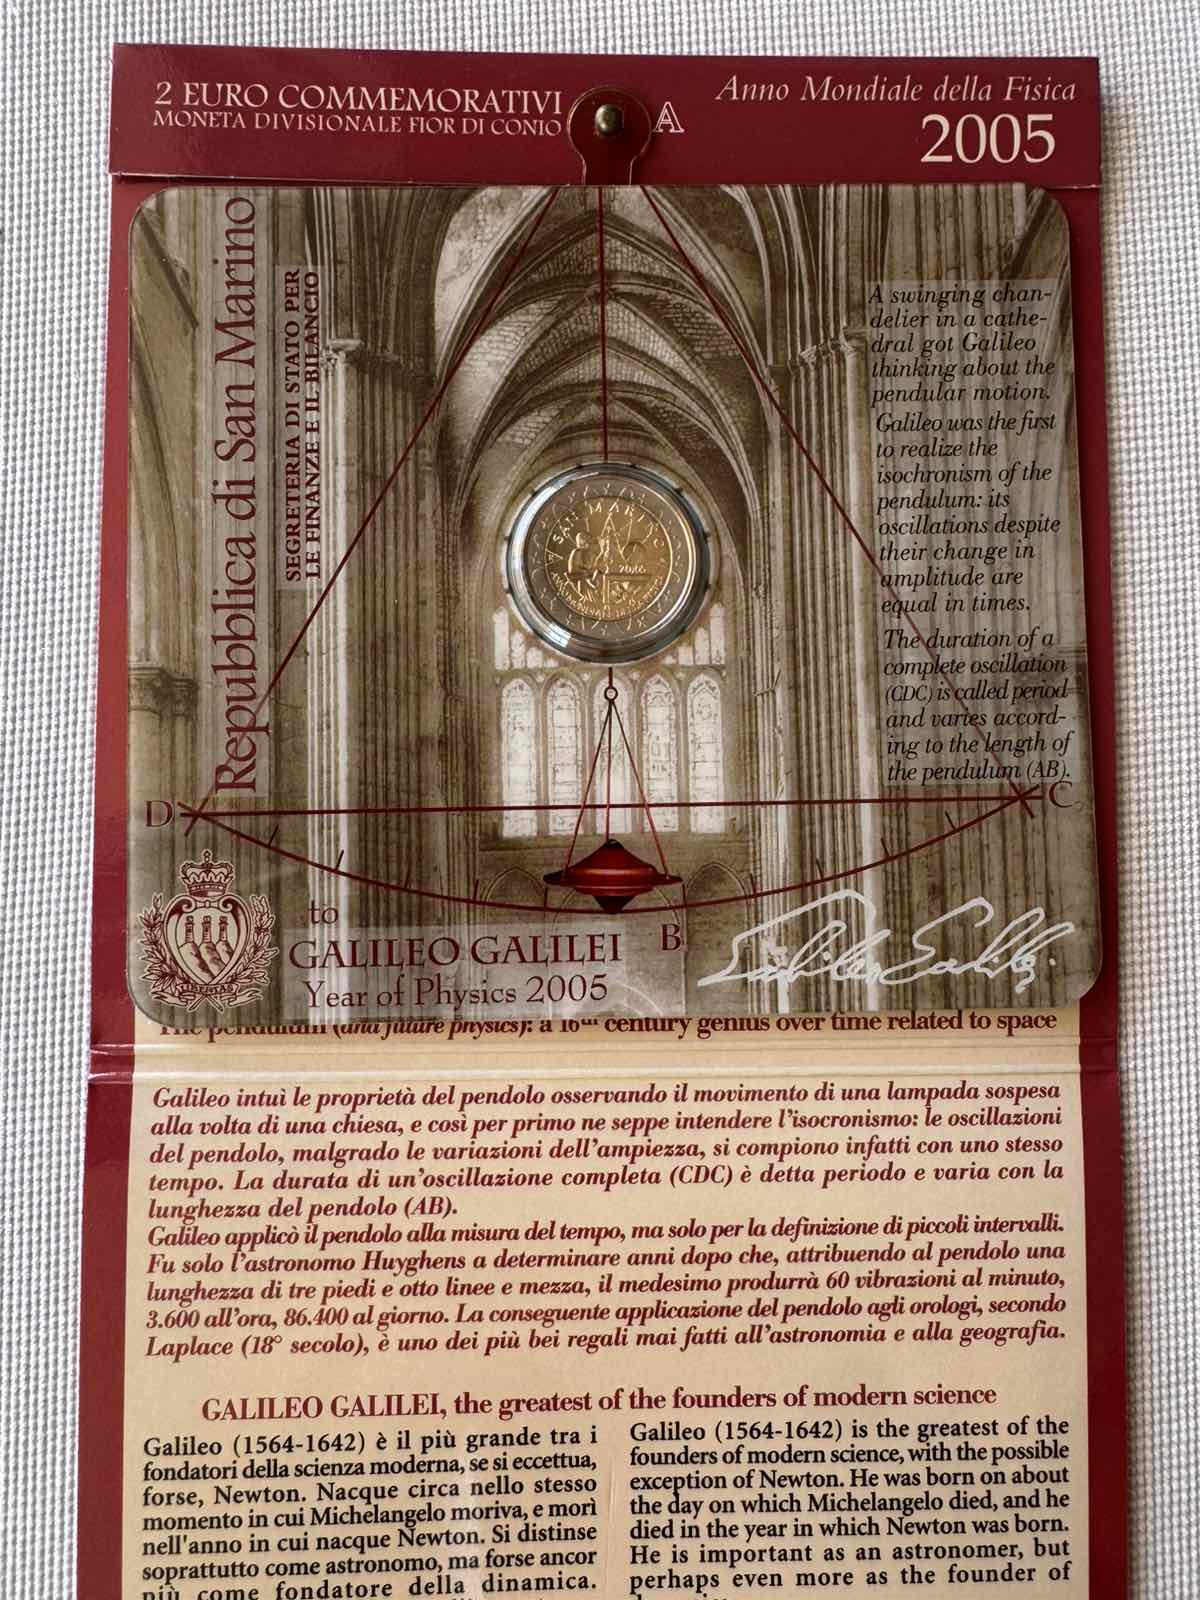 2 EURO COMMEMORATIVI
MONETA DIVISIONALE FIOR DI CONIO
A
Anno Mondiale della Fisica
2005
Repubblica di San Marino
SEGRETERIA DI STATO PER
LE FINANZE E IL BILANCIO
A swinging chan-
delier in a cathe-
dral got Galileo
thinking about the
pendular motion.
Galileo was the first
to realize the
isochronism of the
pendulum: its
oscillations despite
their change in
amplitude are
equal in times.
The duration of a
complete oscillation
(CDC) is called period
and varies accord-
ing to the length of
the pendulum (AB).
SAN MARINO
2005
D
C
B
LIBERTAS
to
GALILEO GALILEI
Year of Physics 2005
The pendulum (and future physics): a 16th century genius over time related to space
Galileo intuì le proprietà del pendolo osservando il movimento di una lampada sospesa
alla volta di una chiesa, e così per primo ne seppe intendere l'isocronismo: le oscillazioni
del pendolo, malgrado le variazioni dell'ampiezza, si compiono infatti con uno stesso
tempo. La durata di un'oscillazione completa (CDC) è detta periodo e varia con la
lunghezza del pendolo (AB).
Galileo applicò il pendolo alla misura del tempo, ma solo per la definizione di piccoli intervalli.
Fu solo l'astronomo Huyghens a determinare anni dopo che, attribuendo al pendolo una
lunghezza di tre piedi e otto linee e mezza, il medesimo produrrà 60 vibrazioni al minuto,
3.600 all'ora, 86.400 al giorno. La conseguente applicazione del pendolo agli orologi, secondo
Laplace (18° secolo), è uno dei più bei regali mai fatti all'astronomia e alla geografia.
GALILEO GALILEI, the greatest of the founders of modern science
Galileo (1564-1642) è il più grande tra i
fondatori della scienza moderna, se si eccettua,
forse, Newton. Nacque circa nello stesso
momento in cui Michelangelo moriva, e morì
nell'anno in cui nacque Newton. Si distinse
soprattutto come astronomo, ma forse ancor
più come fondatore della dinamica.
Galileo (1564-1642) is the greatest of the
founders of modern science, with the possible
exception of Newton. He was born on about
the day on which Michelangelo died, and he
died in the year in which Newton was born.
He is important as an astronomer, but
perhaps even more as the founder of